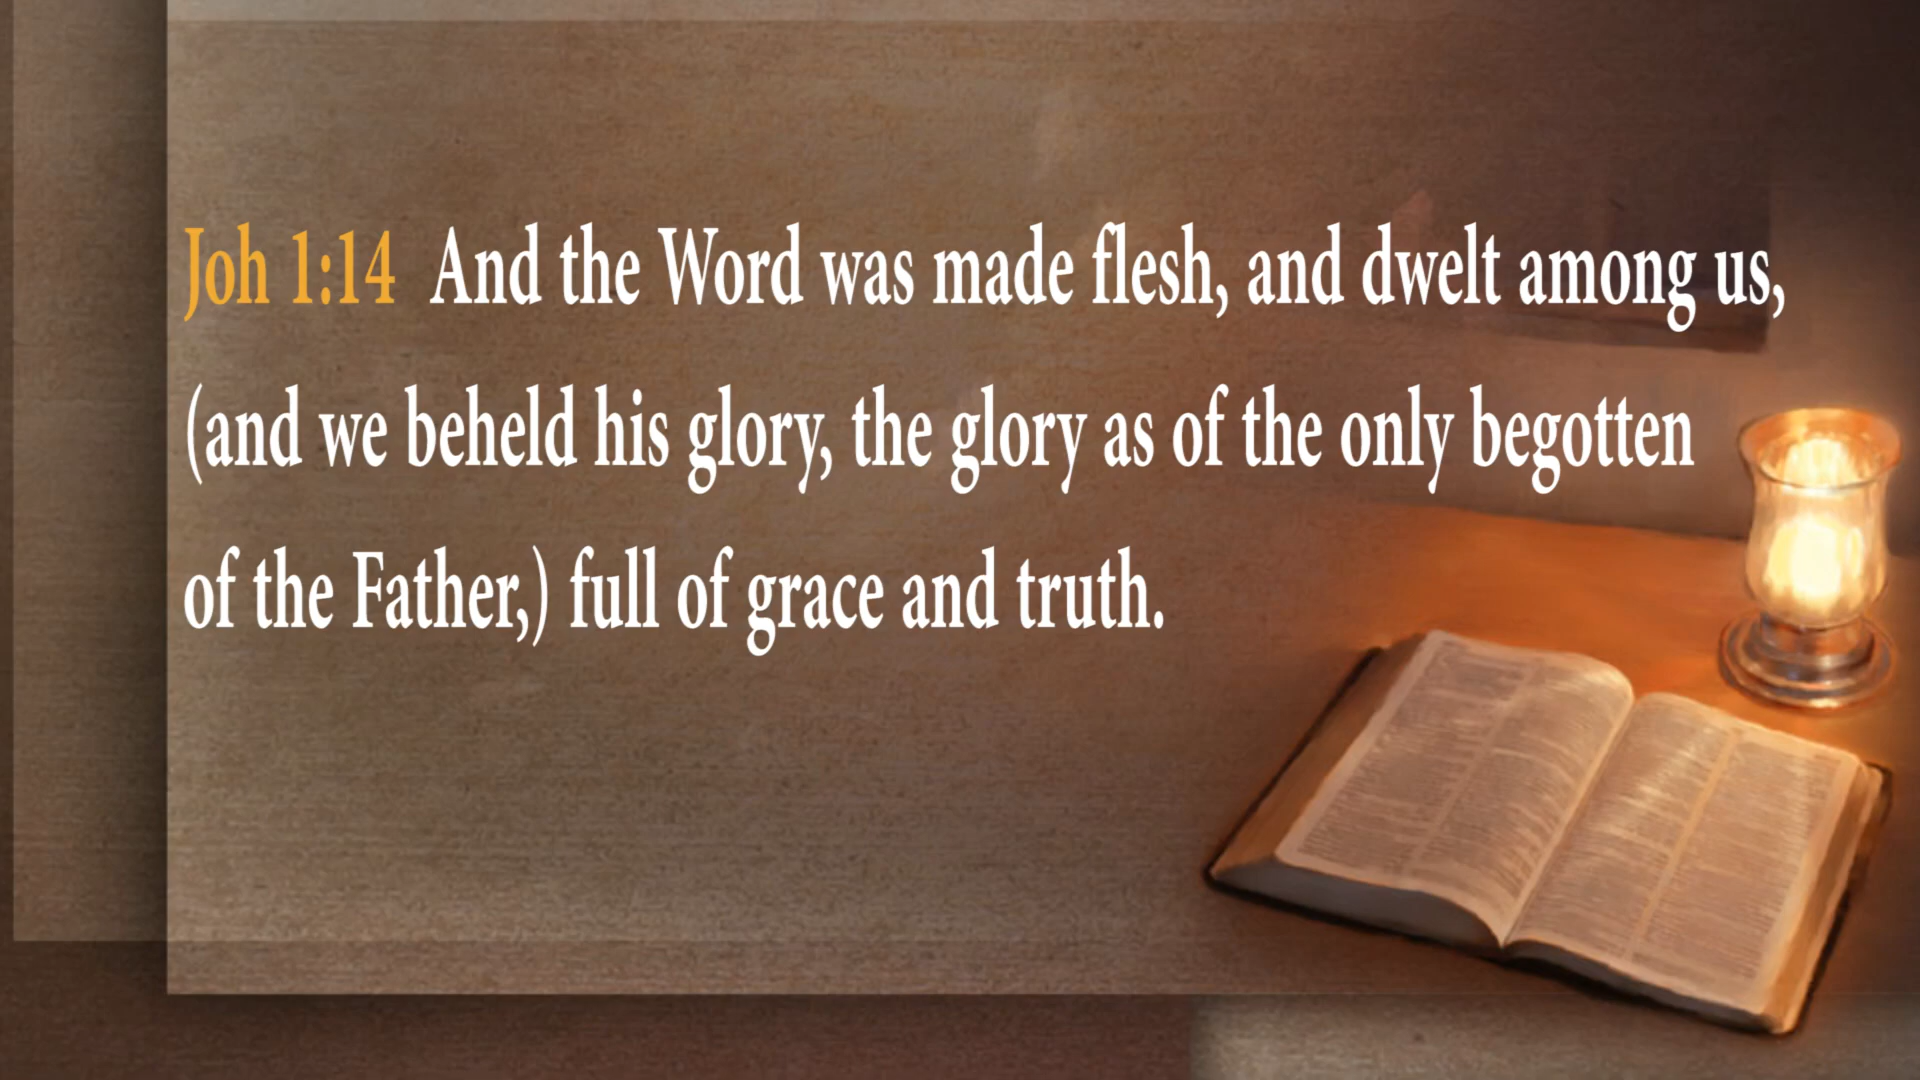 Joh 1:14 And the Word was made flesh, and dwelt among us,
(and we beheld his glory, the glory as of the only begotten
of the Father,) full of grace and truth.